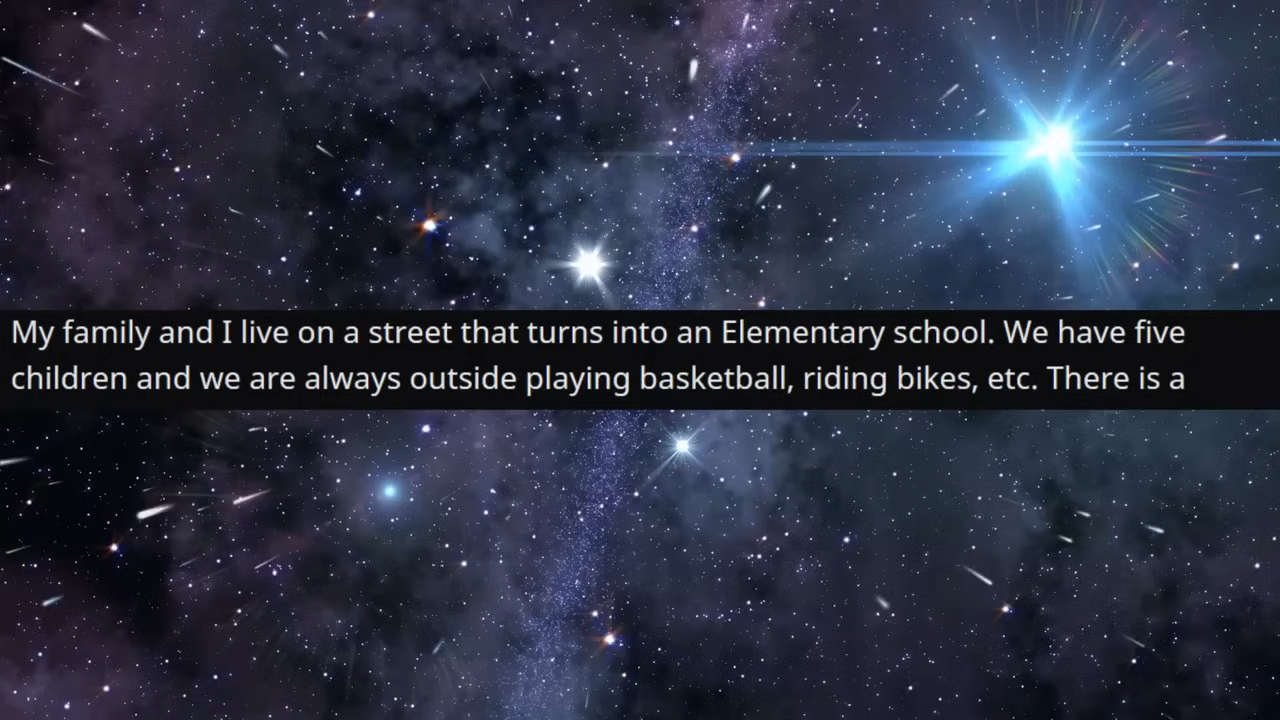 My family and I live on a street that turns into an Elementary school. We have five
children and we are always outside playing basketball, riding bikes, etc. There is a